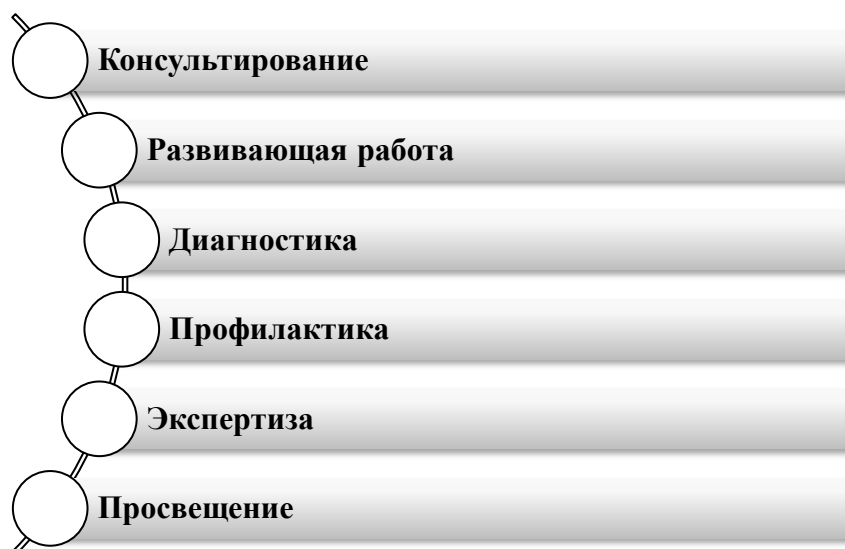 Консультирование
Развивающая работа
Диагностика
Профилактика
Экспертиза
Просвещение